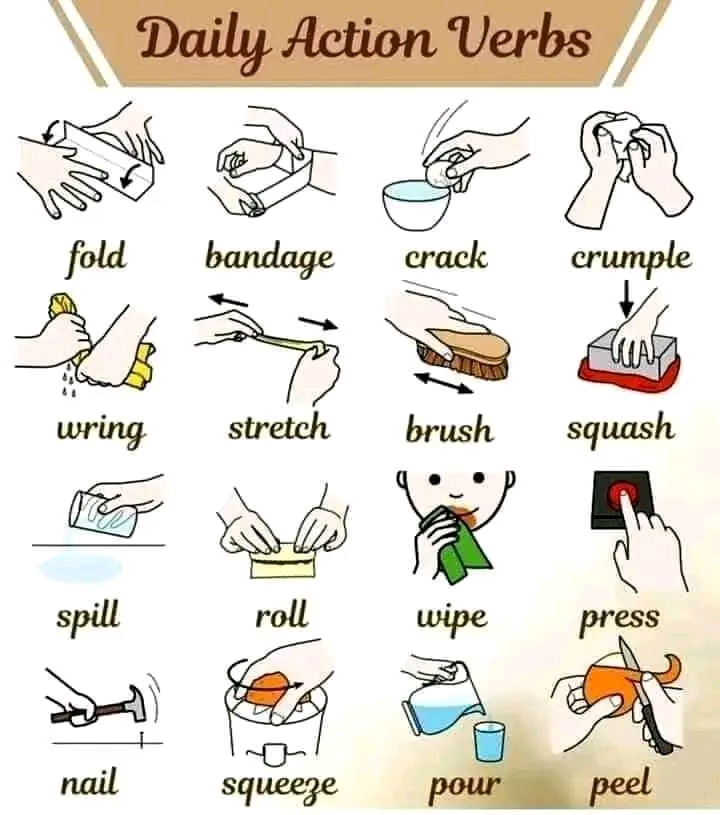 Daily Action Verbs
fold bandage crack crumple
wring stretch brush squash
spill roll wipe press
nail squeeze pour peel